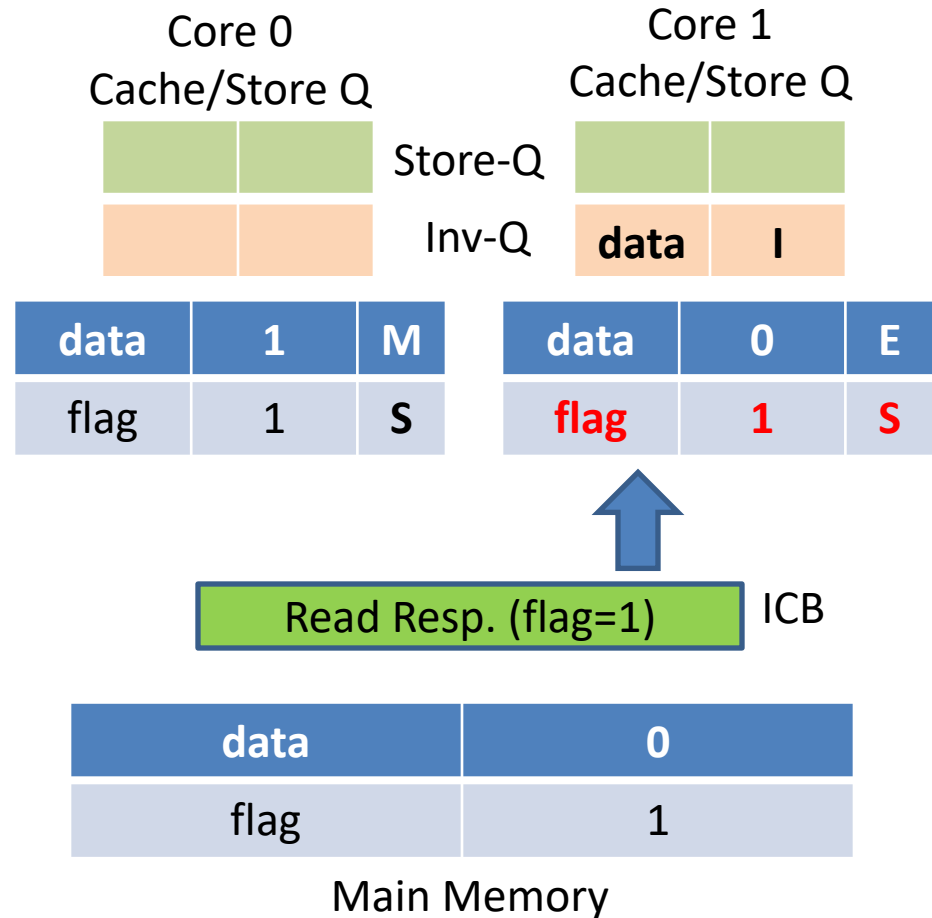 Core 0
Cache/Store Q
Core 1
Cache/Store Q
Store-Q
Inv-Q
data I
data 1 M
flag 1 S
data 0 E
flag 1 S
Read Resp. (flag=1)
ICB
data 0
flag 1
Main Memory